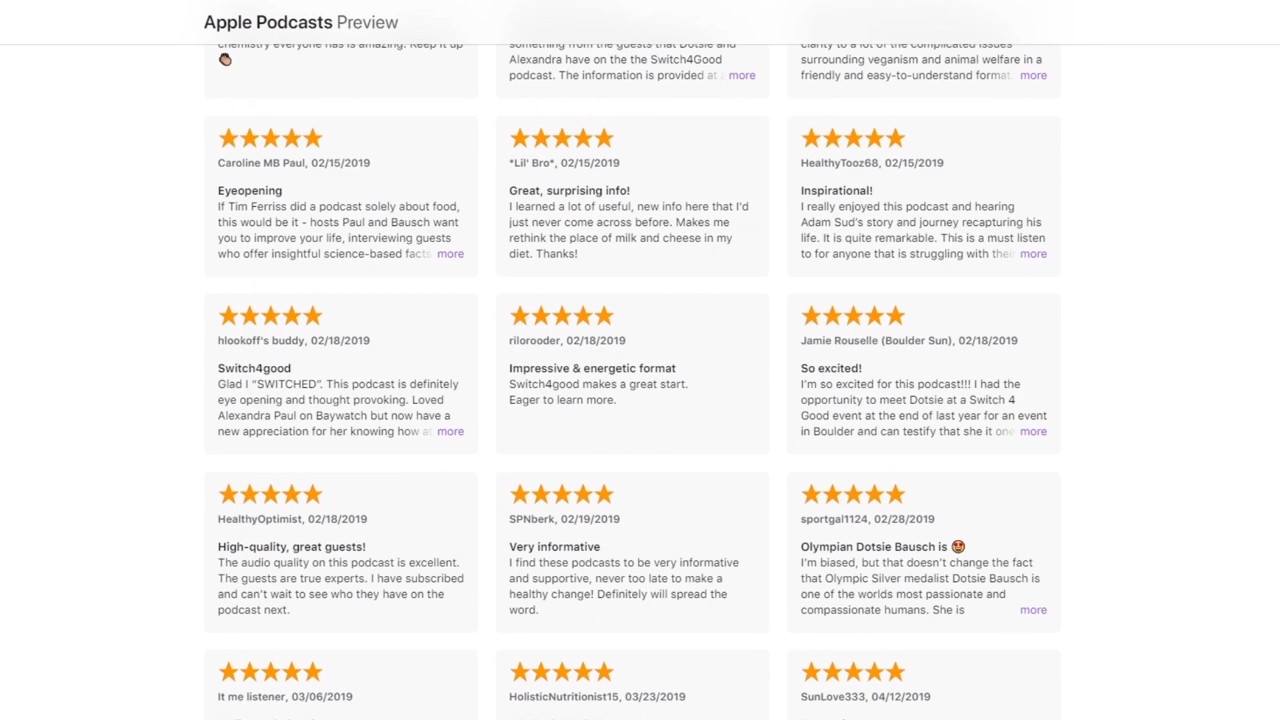 Apple Podcasts Preview
chemistry everyone has is amazing. Keep it up
👏🏽
something from the guests that Dotsie and
Alexandra have on the the Switch4Good
podcast. The information is provided at a more
clarity to a lot of the complicated issues
surrounding veganism and animal welfare in a
friendly and easy-to-understand format. more
Caroline MB Paul, 02/15/2019
Eyeopening
If Tim Ferriss did a podcast solely about food,
this would be it - hosts Paul and Bausch want
you to improve your life, interviewing guests
who offer insightful science-based facts more
*Lil' Bro*, 02/15/2019
Great, surprising info!
I learned a lot of useful, new info here that I'd
just never come across before. Makes me
rethink the place of milk and cheese in my
diet. Thanks!
HealthyTooz68, 02/15/2019
Inspirational!
I really enjoyed this podcast and hearing
Adam Sud's story and journey recapturing his
life. It is quite remarkable. This is a must listen
to for anyone that is struggling with their more
hlookoff's buddy, 02/18/2019
Switch4good
Glad I "SWITCHED". This podcast is definitely
eye opening and thought provoking. Loved
Alexandra Paul on Baywatch but now have a
new appreciation for her knowing how at more
rilorooder, 02/18/2019
Impressive & energetic format
Switch4good makes a great start.
Eager to learn more.
Jamie Rouselle (Boulder Sun), 02/18/2019
So excited!
I'm so excited for this podcast!!! I had the
opportunity to meet Dotsie at a Switch 4
Good event at the end of last year for an event
in Boulder and can testify that she it one more
HealthyOptimist, 02/18/2019
High-quality, great guests!
The audio quality on this podcast is excellent.
The guests are true experts. I have subscribed
and can't wait to see who they have on the
podcast next.
SPNberk, 02/19/2019
Very informative
I find these podcasts to be very informative
and supportive, never too late to make a
healthy change! Definitely will spread the
word.
sportgal1124, 02/28/2019
Olympian Dotsie Bausch is 🤩
I'm biased, but that doesn't change the fact
that Olympic Silver medalist Dotsie Bausch is
one of the worlds most passionate and
compassionate humans. She is more
It me listener, 03/06/2019
HolisticNutritionist15, 03/23/2019
SunLove333, 04/12/2019